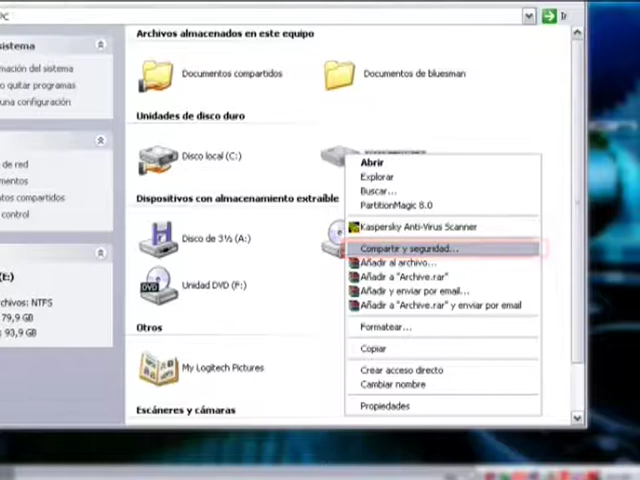 PC
Ir
Archivos almacenados en este equipo
Documentos compartidos
Documentos de bluesman
Unidades de disco duro
Disco local (C:)
Dispositivos con almacenamiento extraíble
Disco de 3½ (A:)
Unidad DVD (F:)
Otros
My Logitech Pictures
Escáneres y cámaras
sistema
mación del sistema
o quitar programas
una configuración
de red
mentos
tos compartidos
control
(E:)
rchivos: NTFS
79,9 GB
93,9 GB
Abrir
Explorar
Buscar...
PartitionMagic 8.0
Kaspersky Anti-Virus Scanner
Compartir y seguridad...
Añadir al archivo...
Añadir a "Archive.rar"
Añadir y enviar por email...
Añadir a "Archive.rar" y enviar por email
Formatear...
Copiar
Crear acceso directo
Cambiar nombre
Propiedades